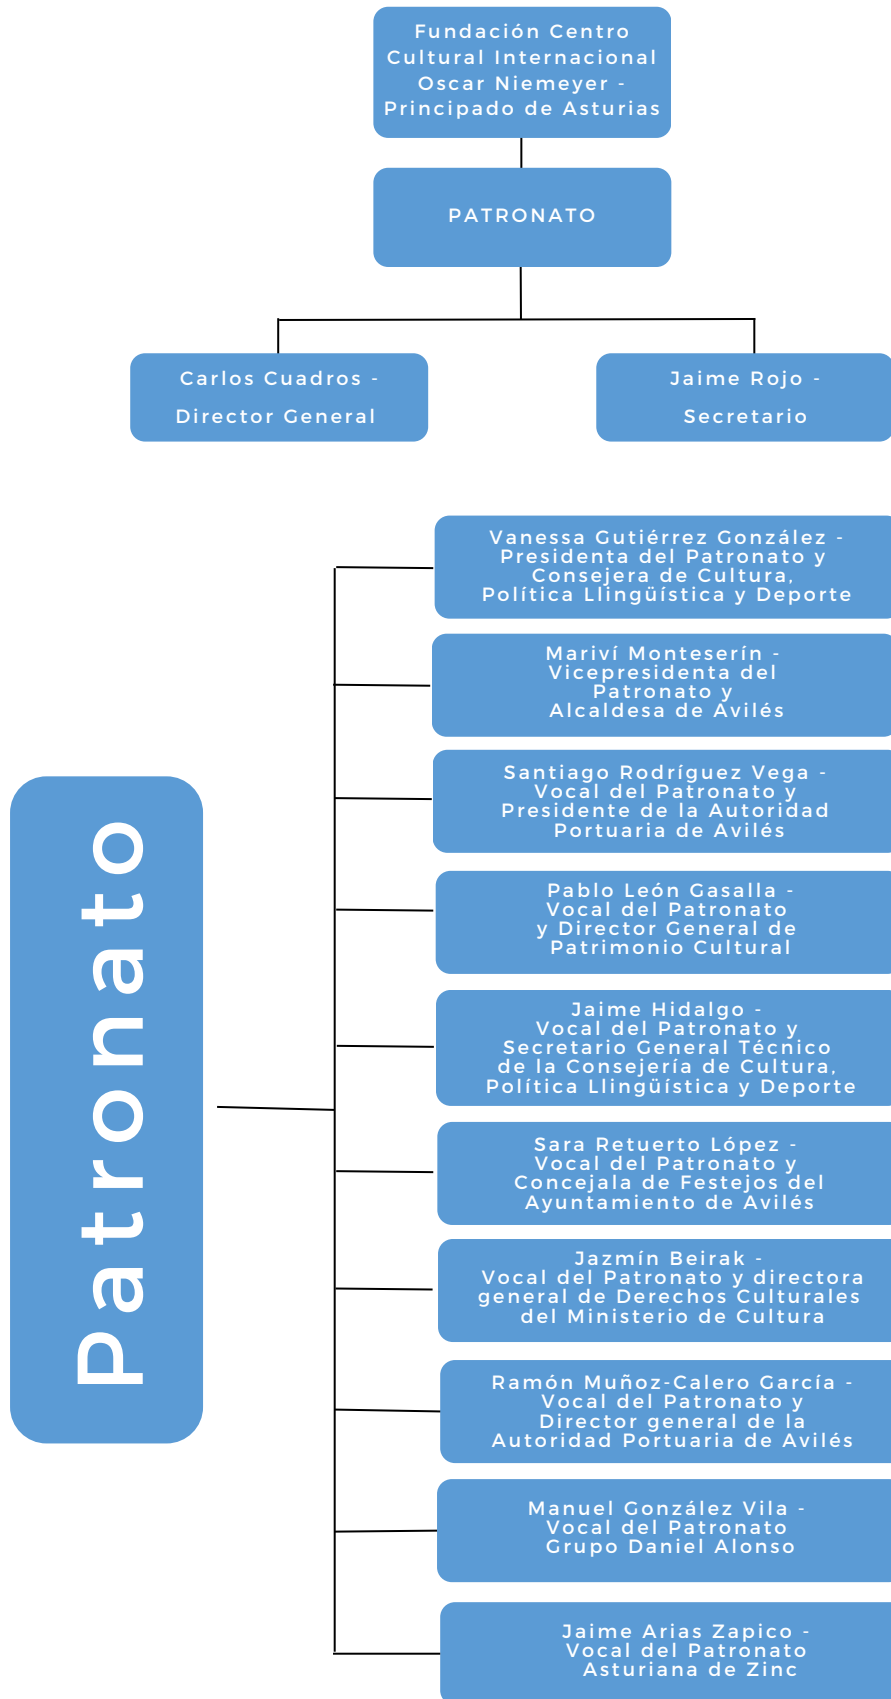 Fundación Centro
Cultural Internacional
Oscar Niemeyer -
Principado de Asturias
PATRONATO
Carlos Cuadros -
Director General
Jaime Rojo -
Secretario
Patronato
Vanessa Gutiérrez González -
Presidenta del Patronato y
Consejera de Cultura,
Política Llingüística y Deporte
Mariví Monteserín -
Vicepresidenta del
Patronato y
Alcaldesa de Avilés
Santiago Rodríguez Vega -
Vocal del Patronato y
Presidente de la Autoridad
Portuaria de Avilés
Pablo León Gasalla -
Vocal del Patronato
y Director General de
Patrimonio Cultural
Jaime Hidalgo -
Vocal del Patronato y
Secretario General Técnico
de la Consejería de Cultura,
Política Llingüística y Deporte
Sara Retuerto López -
Vocal del Patronato y
Concejala de Festejos del
Ayuntamiento de Avilés
Jazmín Beirak -
Vocal del Patronato y directora
general de Derechos Culturales
del Ministerio de Cultura
Ramón Muñoz-Calero García -
Vocal del Patronato y
Director general de la
Autoridad Portuaria de Avilés
Manuel González Vila -
Vocal del Patronato
Grupo Daniel Alonso
Jaime Arias Zapico -
Vocal del Patronato
Asturiana de Zinc